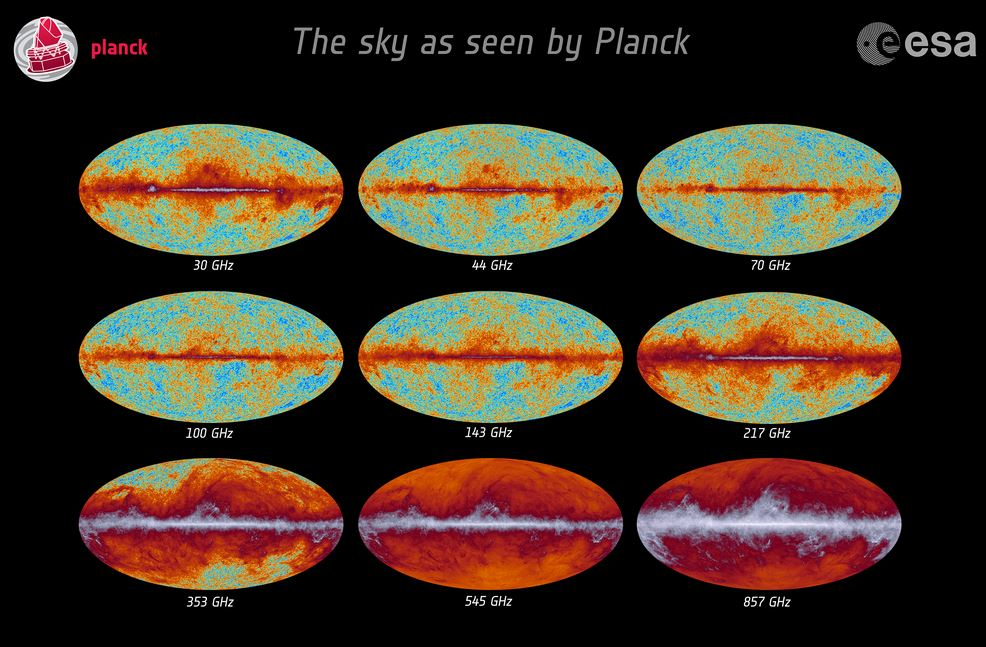 planck
The sky as seen by Planck
esa
30 GHz
44 GHz
70 GHz
100 GHz
143 GHz
217 GHz
353 GHz
545 GHz
857 GHz